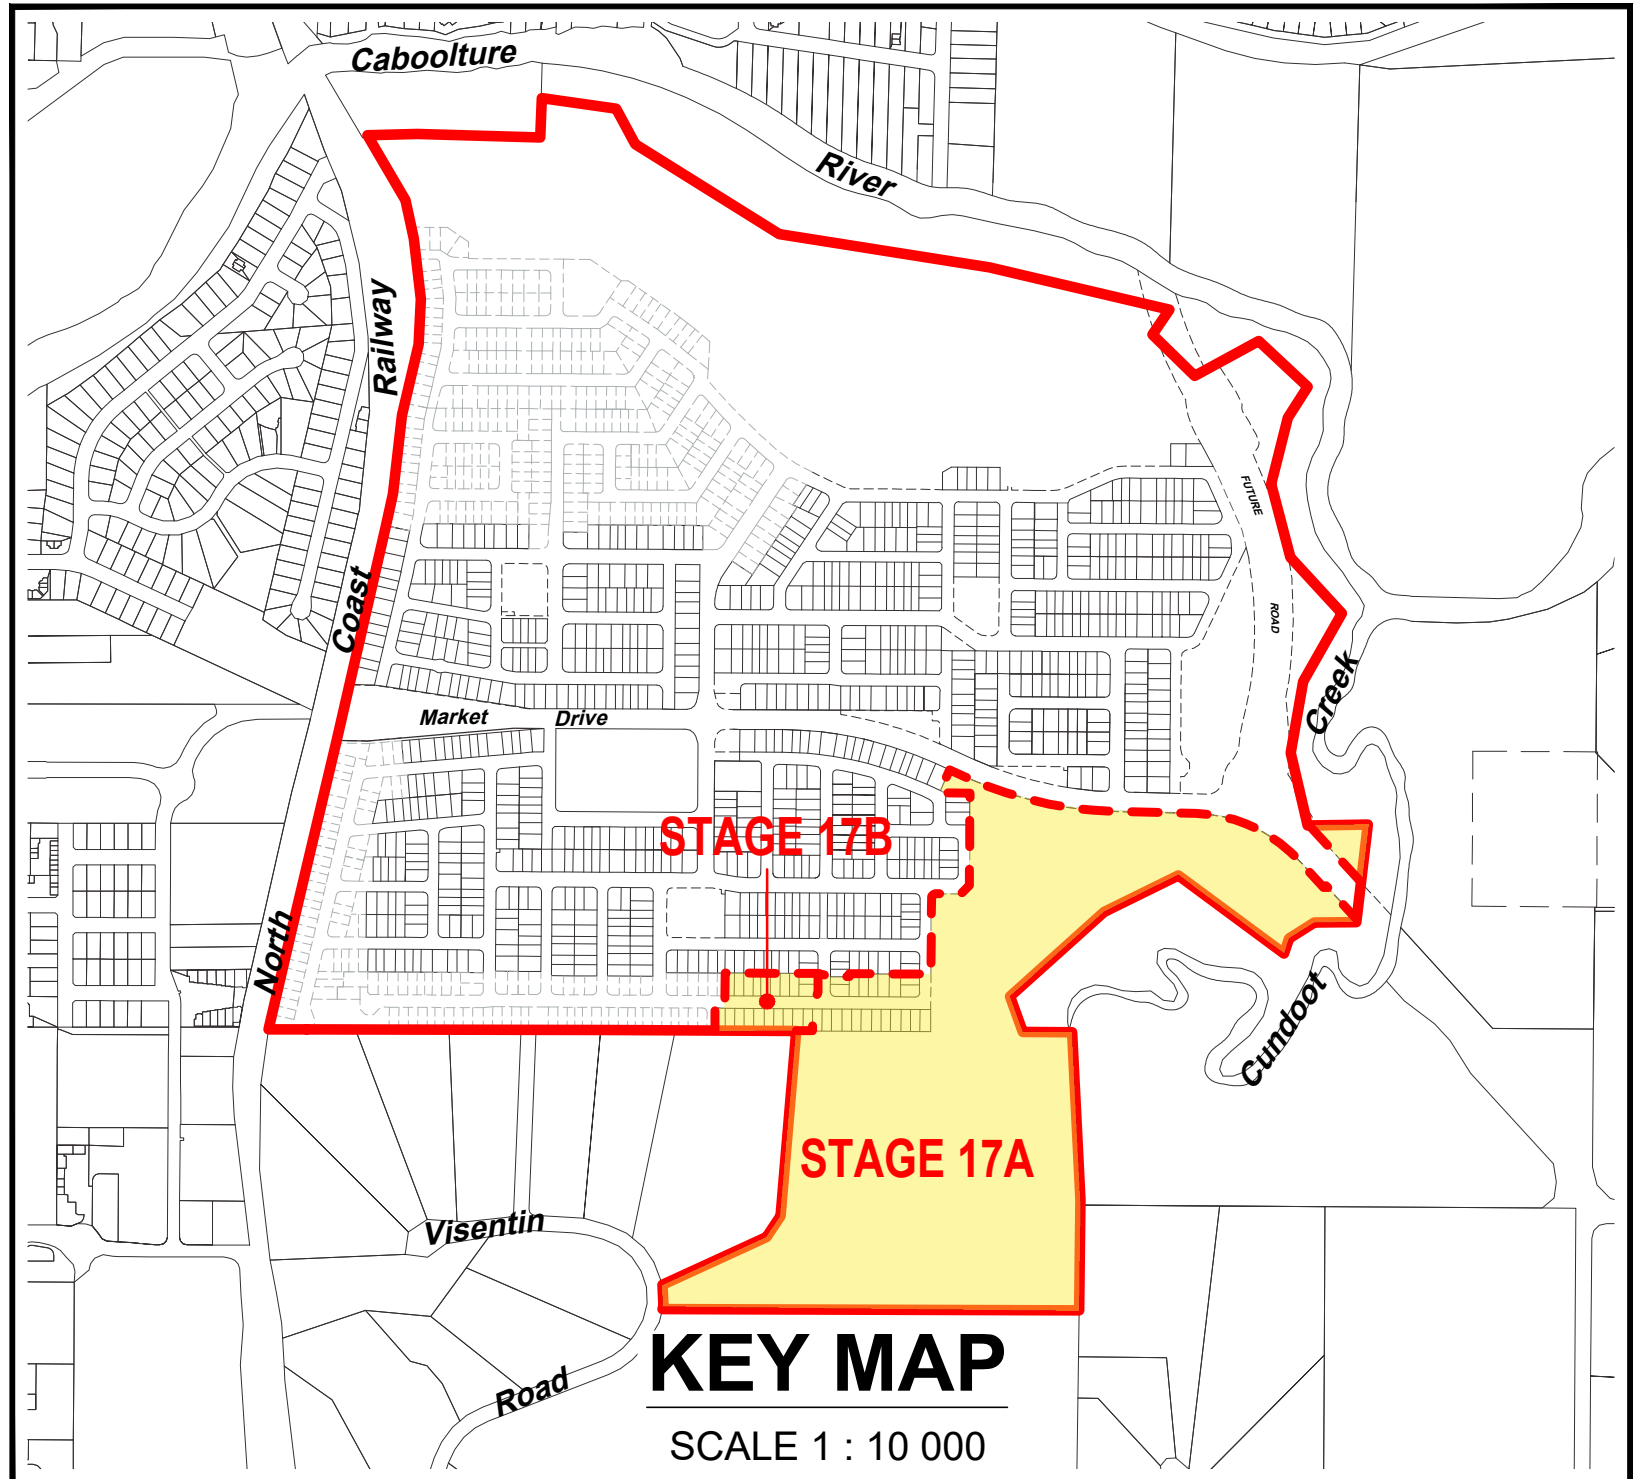 Caboolture
River
Railway
Coast
North
FUTURE
ROAD
Creek
Market Drive
STAGE 17B
Cundoot
STAGE 17A
Visentin
Road
KEY MAP
SCALE 1 : 10 000